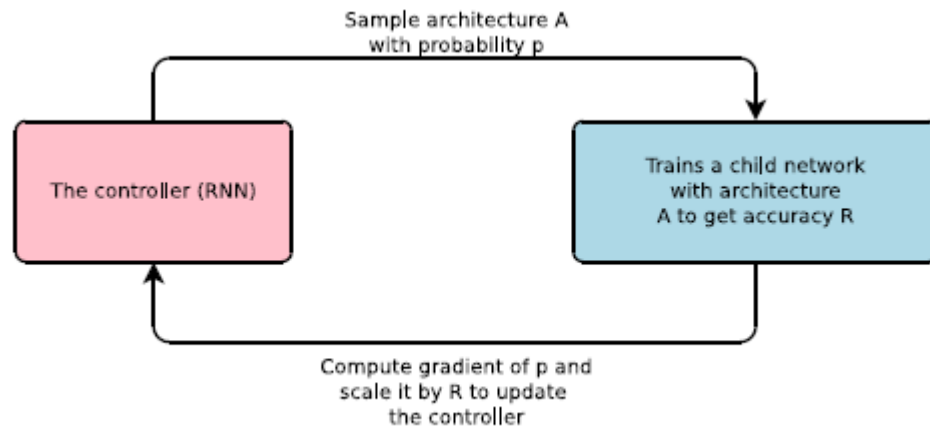 Sample architecture A
with probability p
The controller (RNN)
Trains a child network
with architecture
A to get accuracy R
Compute gradient of p and
scale it by R to update
the controller